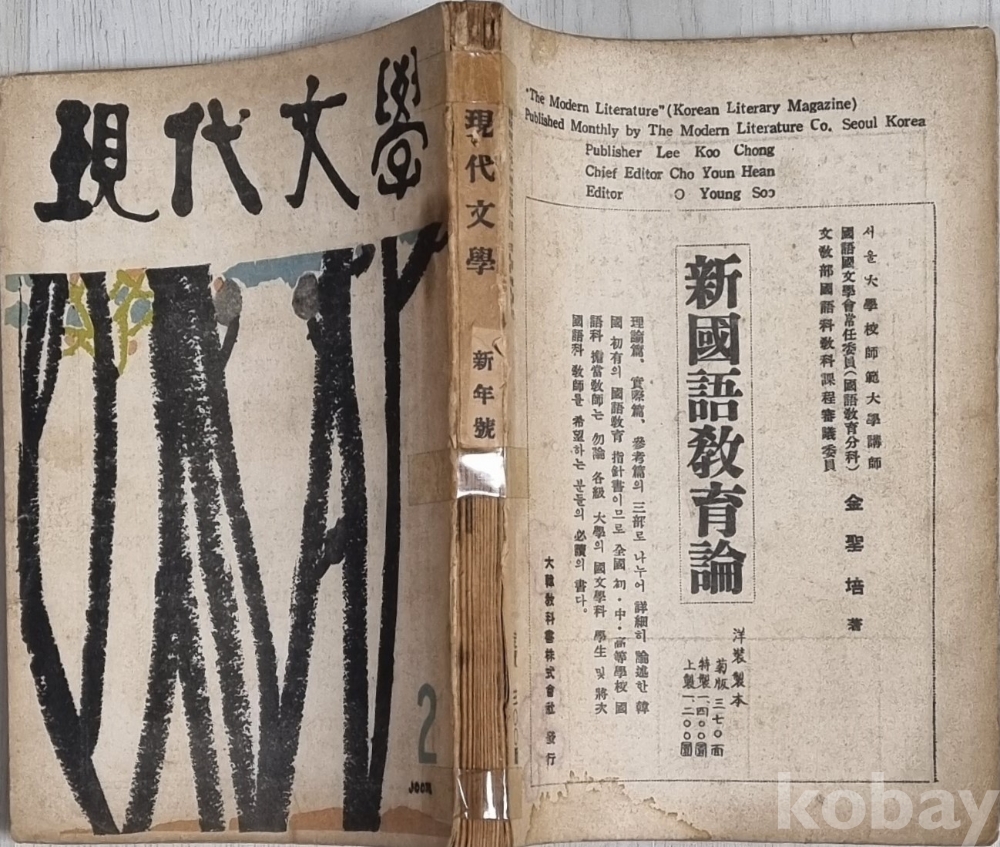 現代文學
2
JOON
現代文學
新年號
"The Modern Literature" (Korean Literary Magazine)
Published Monthly by The Modern Literature Co. Seoul Korea
Publisher Lee Koo Chong
Chief Editor Cho Youn Hean
Editor O Young Soo
서울大學校師範大學講師
國語國文學會常任委員(國語敎育分科)
文敎部國語科敎科課程審議委員
金聖培 著
新國語敎育論
理論篇、實際篇、參考篇의 三部로 나누어 詳細히 論述한 韓
國 初有의 國語敎育 指針書이므로 全國 初·中·高等學校 國
語科 擔當敎師는 勿論 各級 大學의 國文學科 學生 및 將次
國語科 敎師를 希望하는 분들의 必讀의 書다.
洋裝製本
菊版 三七〇面
特製 一、四〇〇圜
上製 一、二〇〇圜
大韓敎科書株式會社 發行
kobay